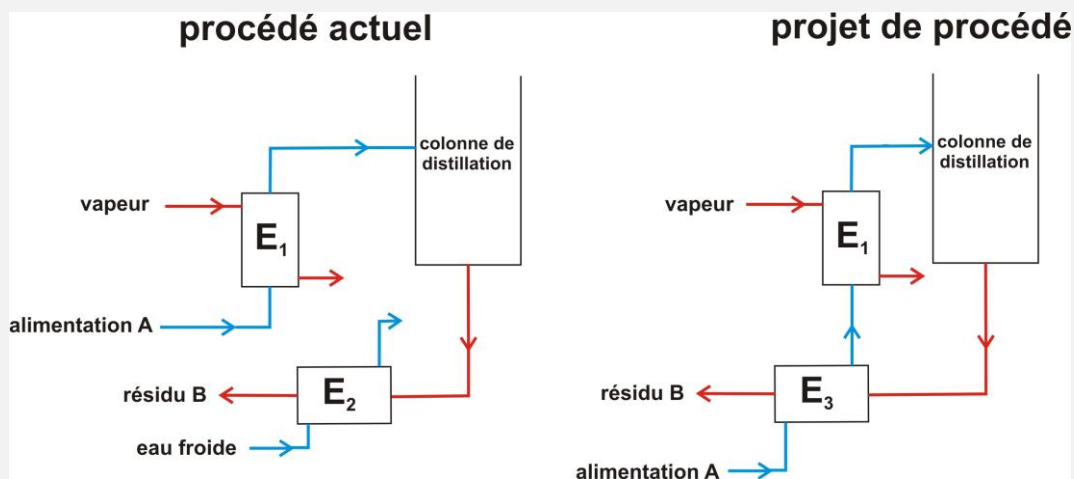 procédé actuel
colonne de
distillation
vapeur
E1
alimentation A
résidu B
E2
eau froide
projet de procédé
colonne de
distillation
vapeur
E1
résidu B
E3
alimentation A